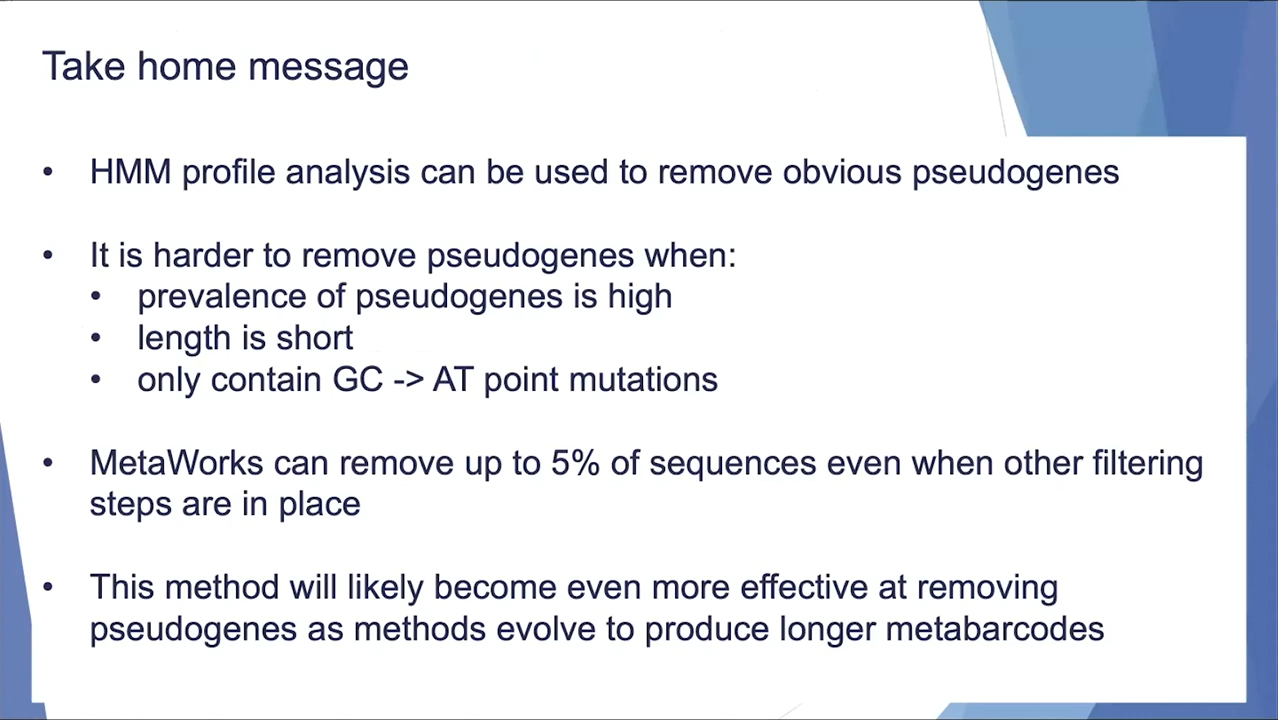 Take home message
• HMM profile analysis can be used to remove obvious pseudogenes
• It is harder to remove pseudogenes when:
• prevalence of pseudogenes is high
• length is short
• only contain GC -> AT point mutations
• MetaWorks can remove up to 5% of sequences even when other filtering
steps are in place
• This method will likely become even more effective at removing
pseudogenes as methods evolve to produce longer metabarcodes